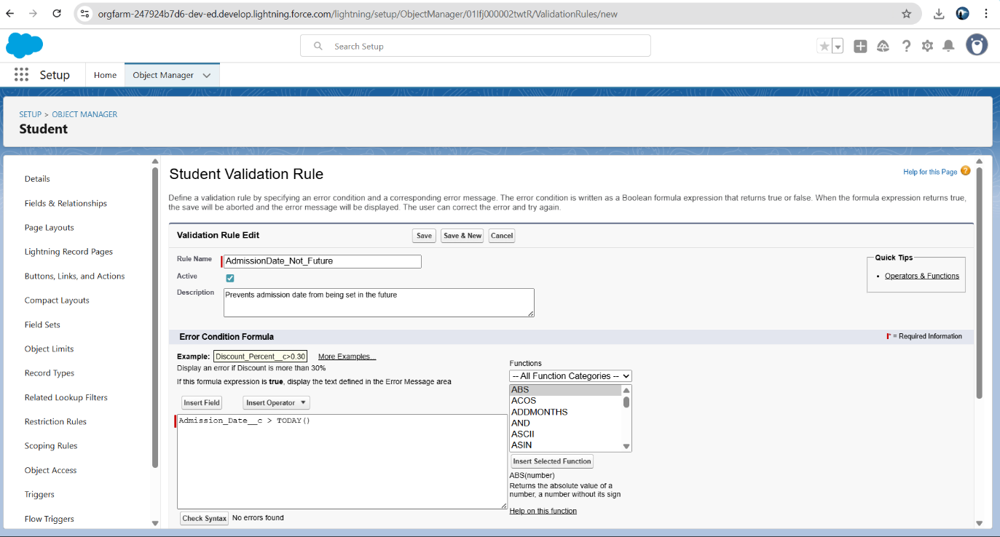 orgfarm-247924b7d6-dev-ed.develop.lightning.force.com/lightning/setup/ObjectManager/01Ifj000002twtR/ValidationRules/new
Search Setup
Setup
Home
Object Manager
SETUP > OBJECT MANAGER
Student
Details
Fields & Relationships
Page Layouts
Lightning Record Pages
Buttons, Links, and Actions
Compact Layouts
Field Sets
Object Limits
Record Types
Related Lookup Filters
Restriction Rules
Scoping Rules
Object Access
Triggers
Flow Triggers
Student Validation Rule
Help for this Page
Define a validation rule by specifying an error condition and a corresponding error message. The error condition is written as a Boolean formula expression that returns true or false. When the formula expression returns true,
the save will be aborted and the error message will be displayed. The user can correct the error and try again.
Validation Rule Edit
Save
Save & New
Cancel
Rule Name
AdmissionDate_Not_Future
Active
Description
Prevents admission date from being set in the future
Quick Tips
• Operators & Functions
Error Condition Formula
* = Required Information
Example: Discount_Percent__c>0.30 More Examples...
Display an error if Discount is more than 30%
If this formula expression is true, display the text defined in the Error Message area
Insert Field
Insert Operator
Admission_Date__c > TODAY()
Functions
-- All Function Categories --
ABS
ACOS
ADDMONTHS
AND
ASCII
ASIN
Insert Selected Function
ABS(number)
Returns the absolute value of a
number, a number without its sign
Help on this function
Check Syntax
No errors found